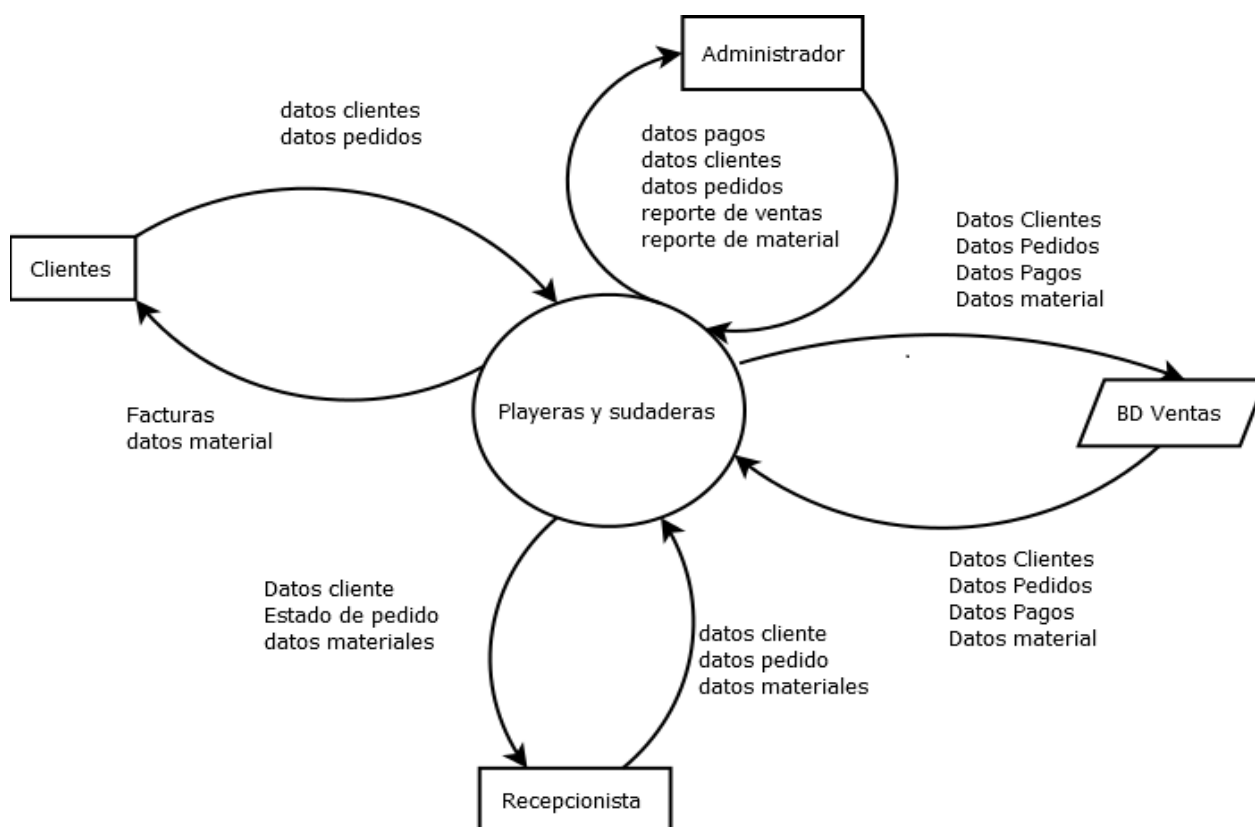 Administrador
datos clientes
datos pedidos
datos pagos
datos clientes
datos pedidos
reporte de ventas
reporte de material
Datos Clientes
Datos Pedidos
Datos Pagos
Datos material
Clientes
Playeras y sudaderas
BD Ventas
Facturas
datos material
Datos cliente
Estado de pedido
datos materiales
datos cliente
datos pedido
datos materiales
Datos Clientes
Datos Pedidos
Datos Pagos
Datos material
Recepcionista